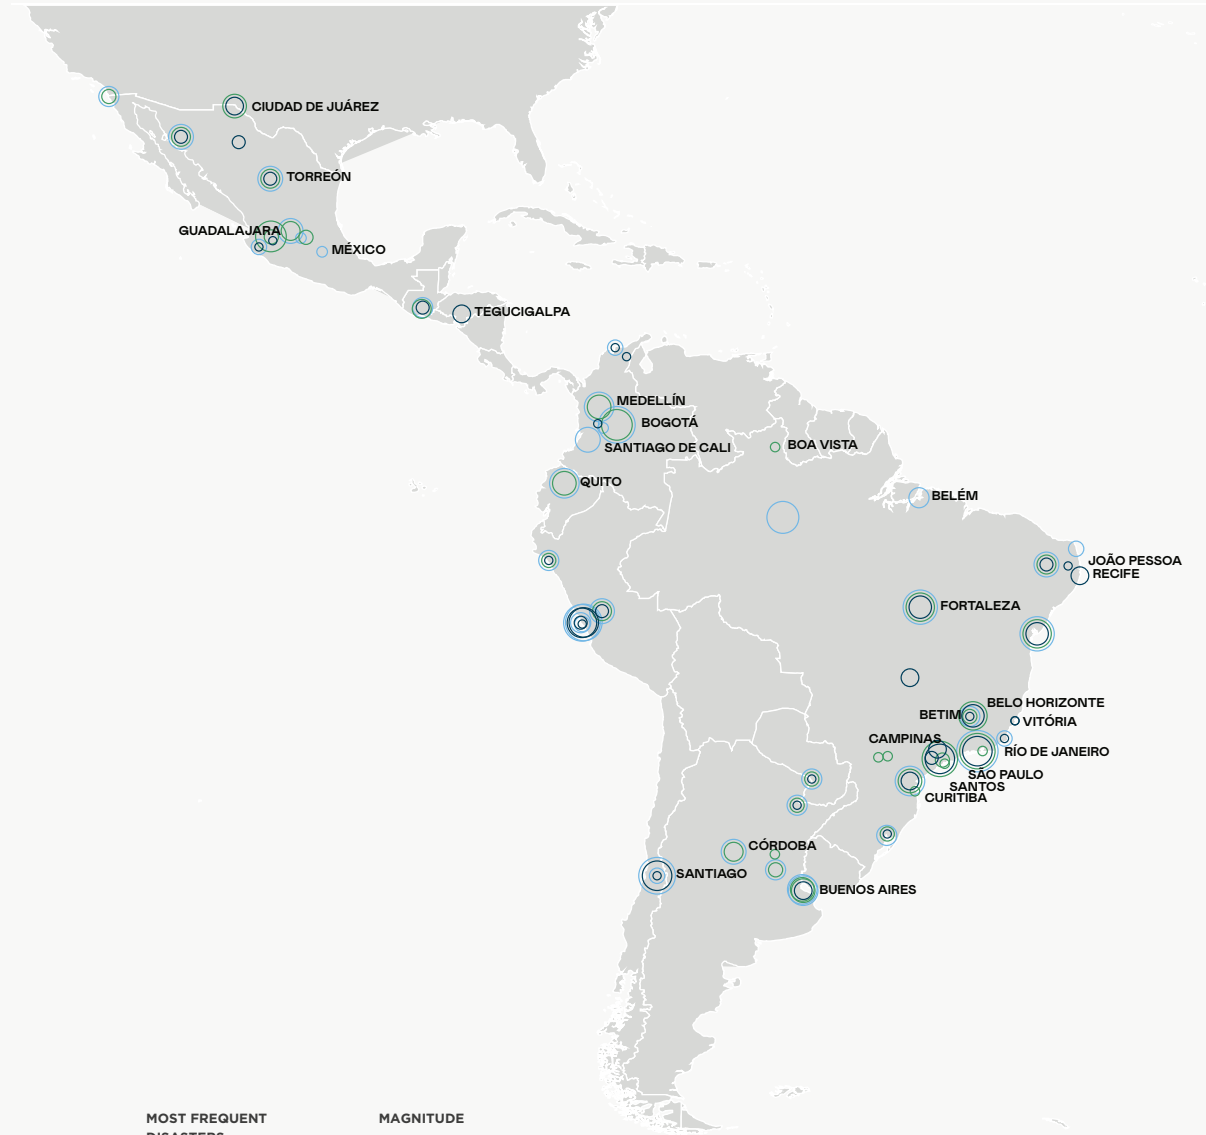 CIUDAD DE JUÁREZ
TORREÓN
GUADALAJARA
MÉXICO
TEGUCIGALPA
MEDELLÍN
BOGOTÁ
SANTIAGO DE CALI
BOA VISTA
QUITO
BELÉM
JOÃO PESSOA
RECIFE
FORTALEZA
BELO HORIZONTE
BETIM
VITÓRIA
CAMPINAS
RÍO DE JANEIRO
SÃO PAULO
SANTOS
CURITIBA
CÓRDOBA
SANTIAGO
BUENOS AIRES
MOST FREQUENT
DISASTERS
MAGNITUDE